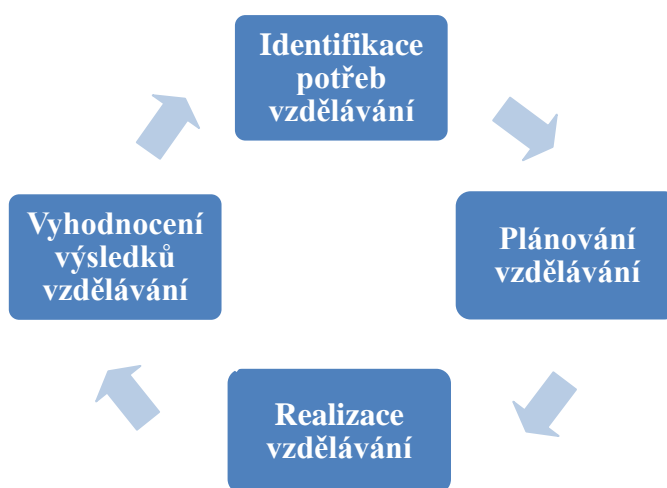 Identifikace
potřeb
vzdělávání
Plánování
vzdělávání
Realizace
vzdělávání
Vyhodnocení
výsledků
vzdělávání